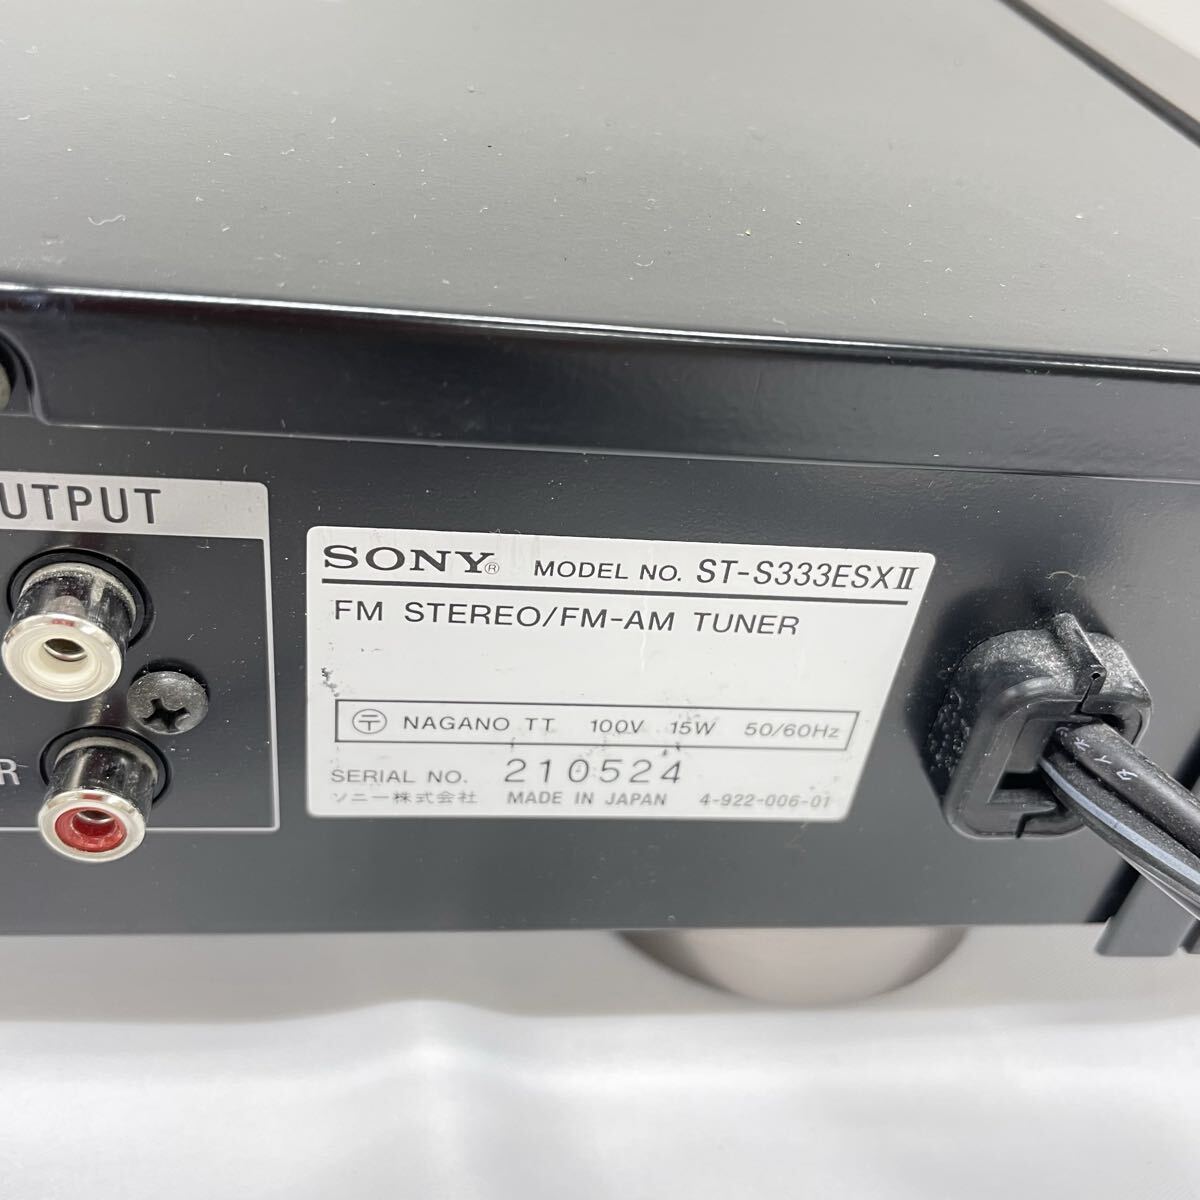 UTPUT
R
SONY® MODEL NO. ST-S333ESXII
FM STEREO/FM-AM TUNER
〒 NAGANO TT 100V 15W 50/60Hz
SERIAL NO. 210524
ソニー株式会社 MADE IN JAPAN 4-922-006-01